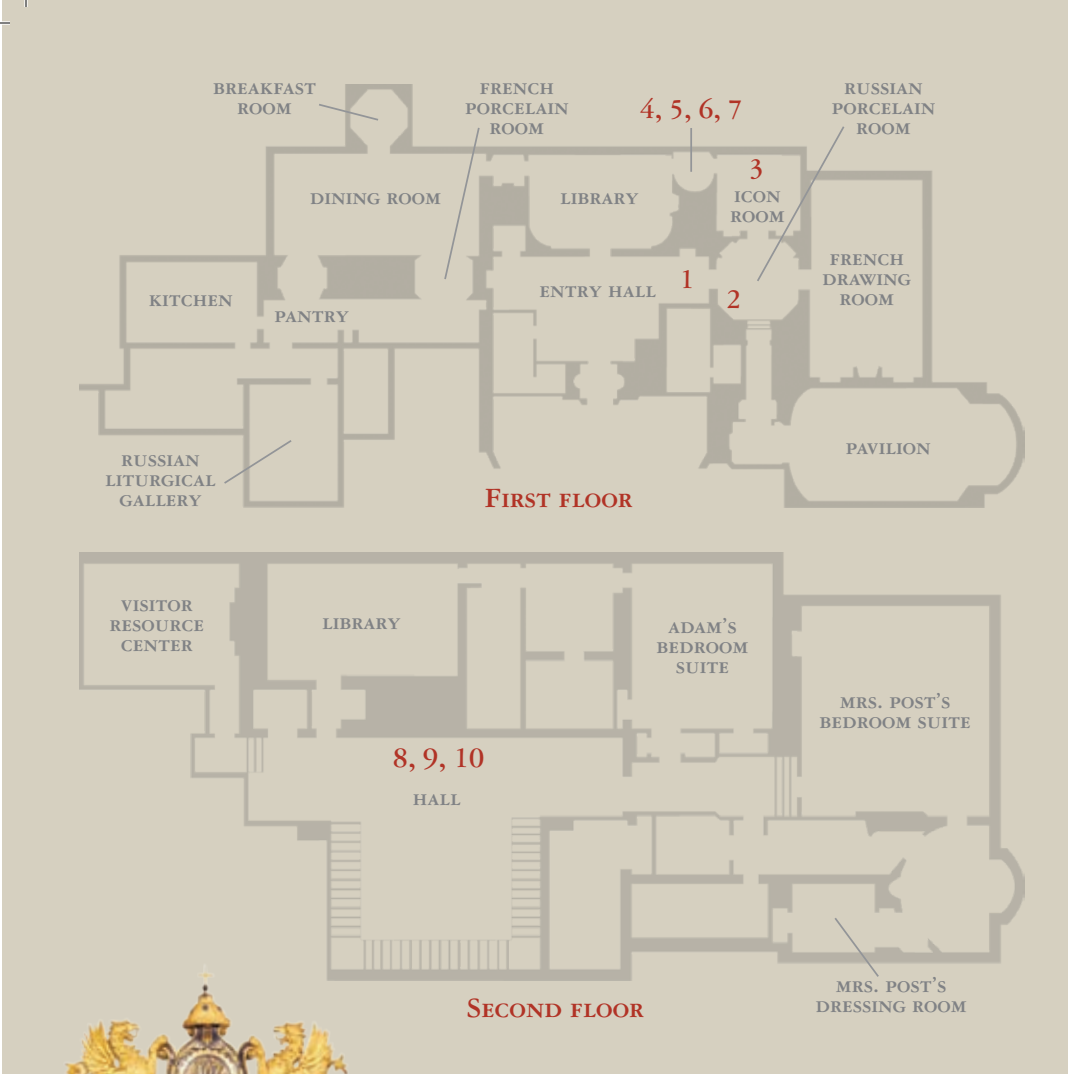 BREAKFAST
ROOM
FRENCH
PORCELAIN
ROOM
4, 5, 6, 7
RUSSIAN
PORCELAIN
ROOM
DINING ROOM
LIBRARY
3
ICON
ROOM
KITCHEN
PANTRY
ENTRY HALL
1
2
FRENCH
DRAWING
ROOM
RUSSIAN
LITURGICAL
GALLERY
PAVILION
FIRST FLOOR
VISITOR
RESOURCE
CENTER
LIBRARY
ADAM'S
BEDROOM
SUITE
MRS. POST'S
BEDROOM SUITE
8, 9, 10
HALL
MRS. POST'S
DRESSING ROOM
SECOND FLOOR